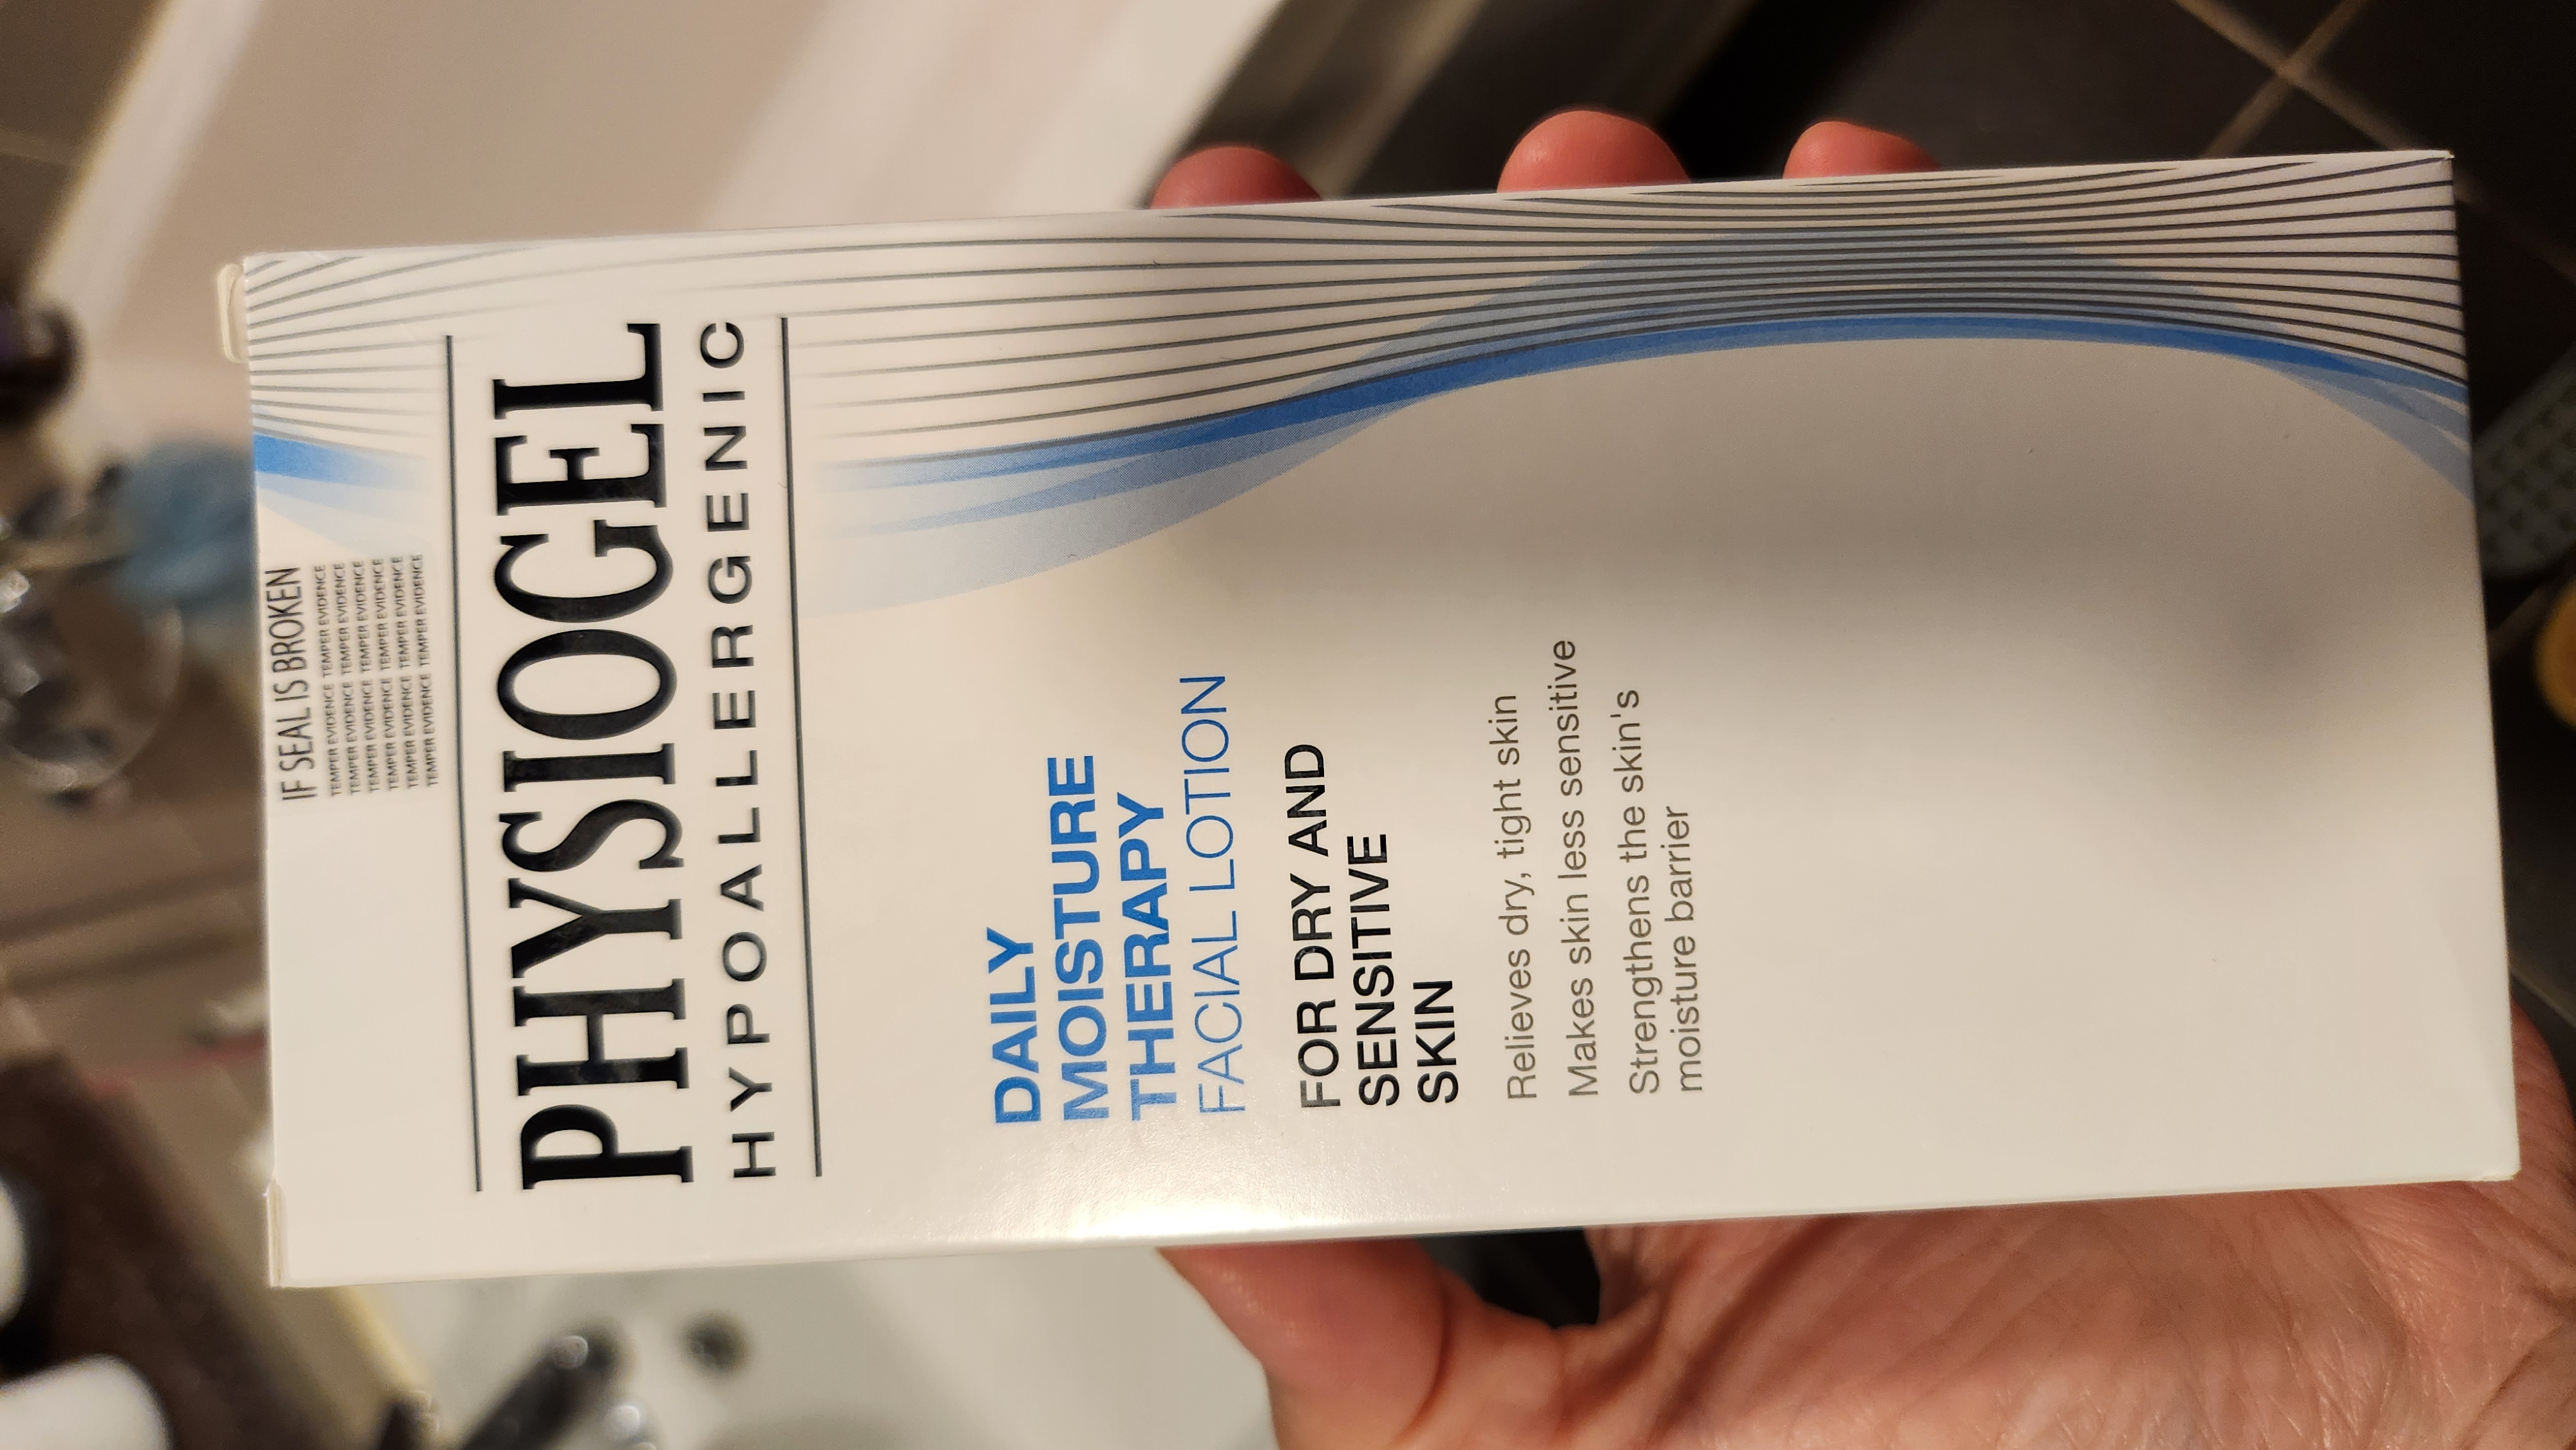 IF SEAL IS BROKEN
TEMPER EVIDENCE TEMPER EVIDENCE
TEMPER EVIDENCE TEMPER EVIDENCE
TEMPER EVIDENCE TEMPER EVIDENCE
TEMPER EVIDENCE TEMPER EVIDENCE
TEMPER EVIDENCE TEMPER EVIDENCE
TEMPER EVIDENCE TEMPER EVIDENCE
PHYSIOGEL
HYPOALLERGENIC
DAILY
MOISTURE
THERAPY
FACIAL LOTION
FOR DRY AND
SENSITIVE
SKIN
Relieves dry, tight skin
Makes skin less sensitive
Strengthens the skin's
moisture barrier